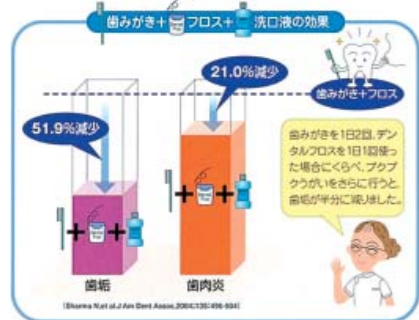 歯みがき+フロス+洗口液の効果
21.0%減少
歯みがき+フロス
51.9%減少
歯みがきを1日2回、デン
タルフロスを1日1回使っ
た場合にくらべ、ブクブ
クうがいをさらに行うと、
歯垢が半分に減りました。
歯垢
歯肉炎
(Sharma N,et al.J Am Dent Assoc,2004;135:496-504)